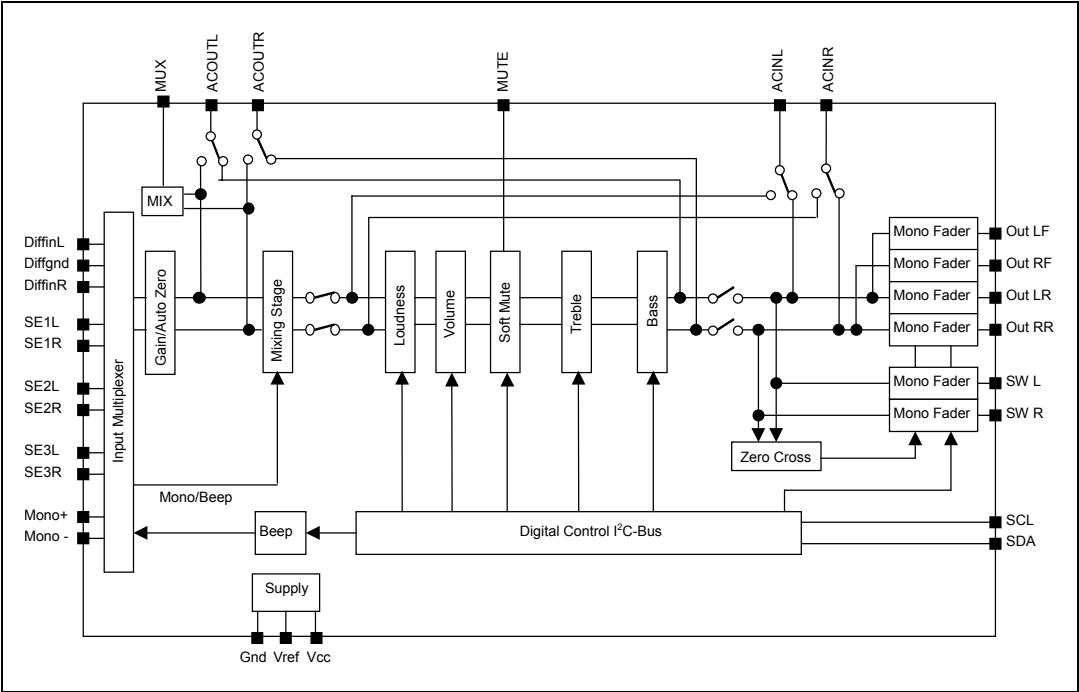 MUX
ACOUTL
ACOUTR
MUTE
ACINL
ACINR
MIX
DiffinL
Diffgnd
DiffinR
SE1L
SE1R
SE2L
SE2R
SE3L
SE3R
Mono+
Mono -
Input Multiplexer
Gain/Auto Zero
Mixing Stage
Loudness
Volume
Soft Mute
Treble
Bass
Mono Fader
Out LF
Mono Fader
Out RF
Mono Fader
Out LR
Mono Fader
Out RR
Mono Fader
SW L
Mono Fader
SW R
Zero Cross
Mono/Beep
Beep
Digital Control I²C-Bus
SCL
SDA
Supply
Gnd Vref Vcc